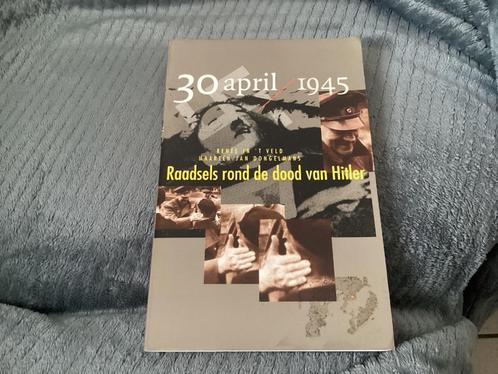 30 april / 1945
RENÉE IN 'T VELD
MAARTEN JAN DONGELMANS
Raadsels rond de dood van Hitler